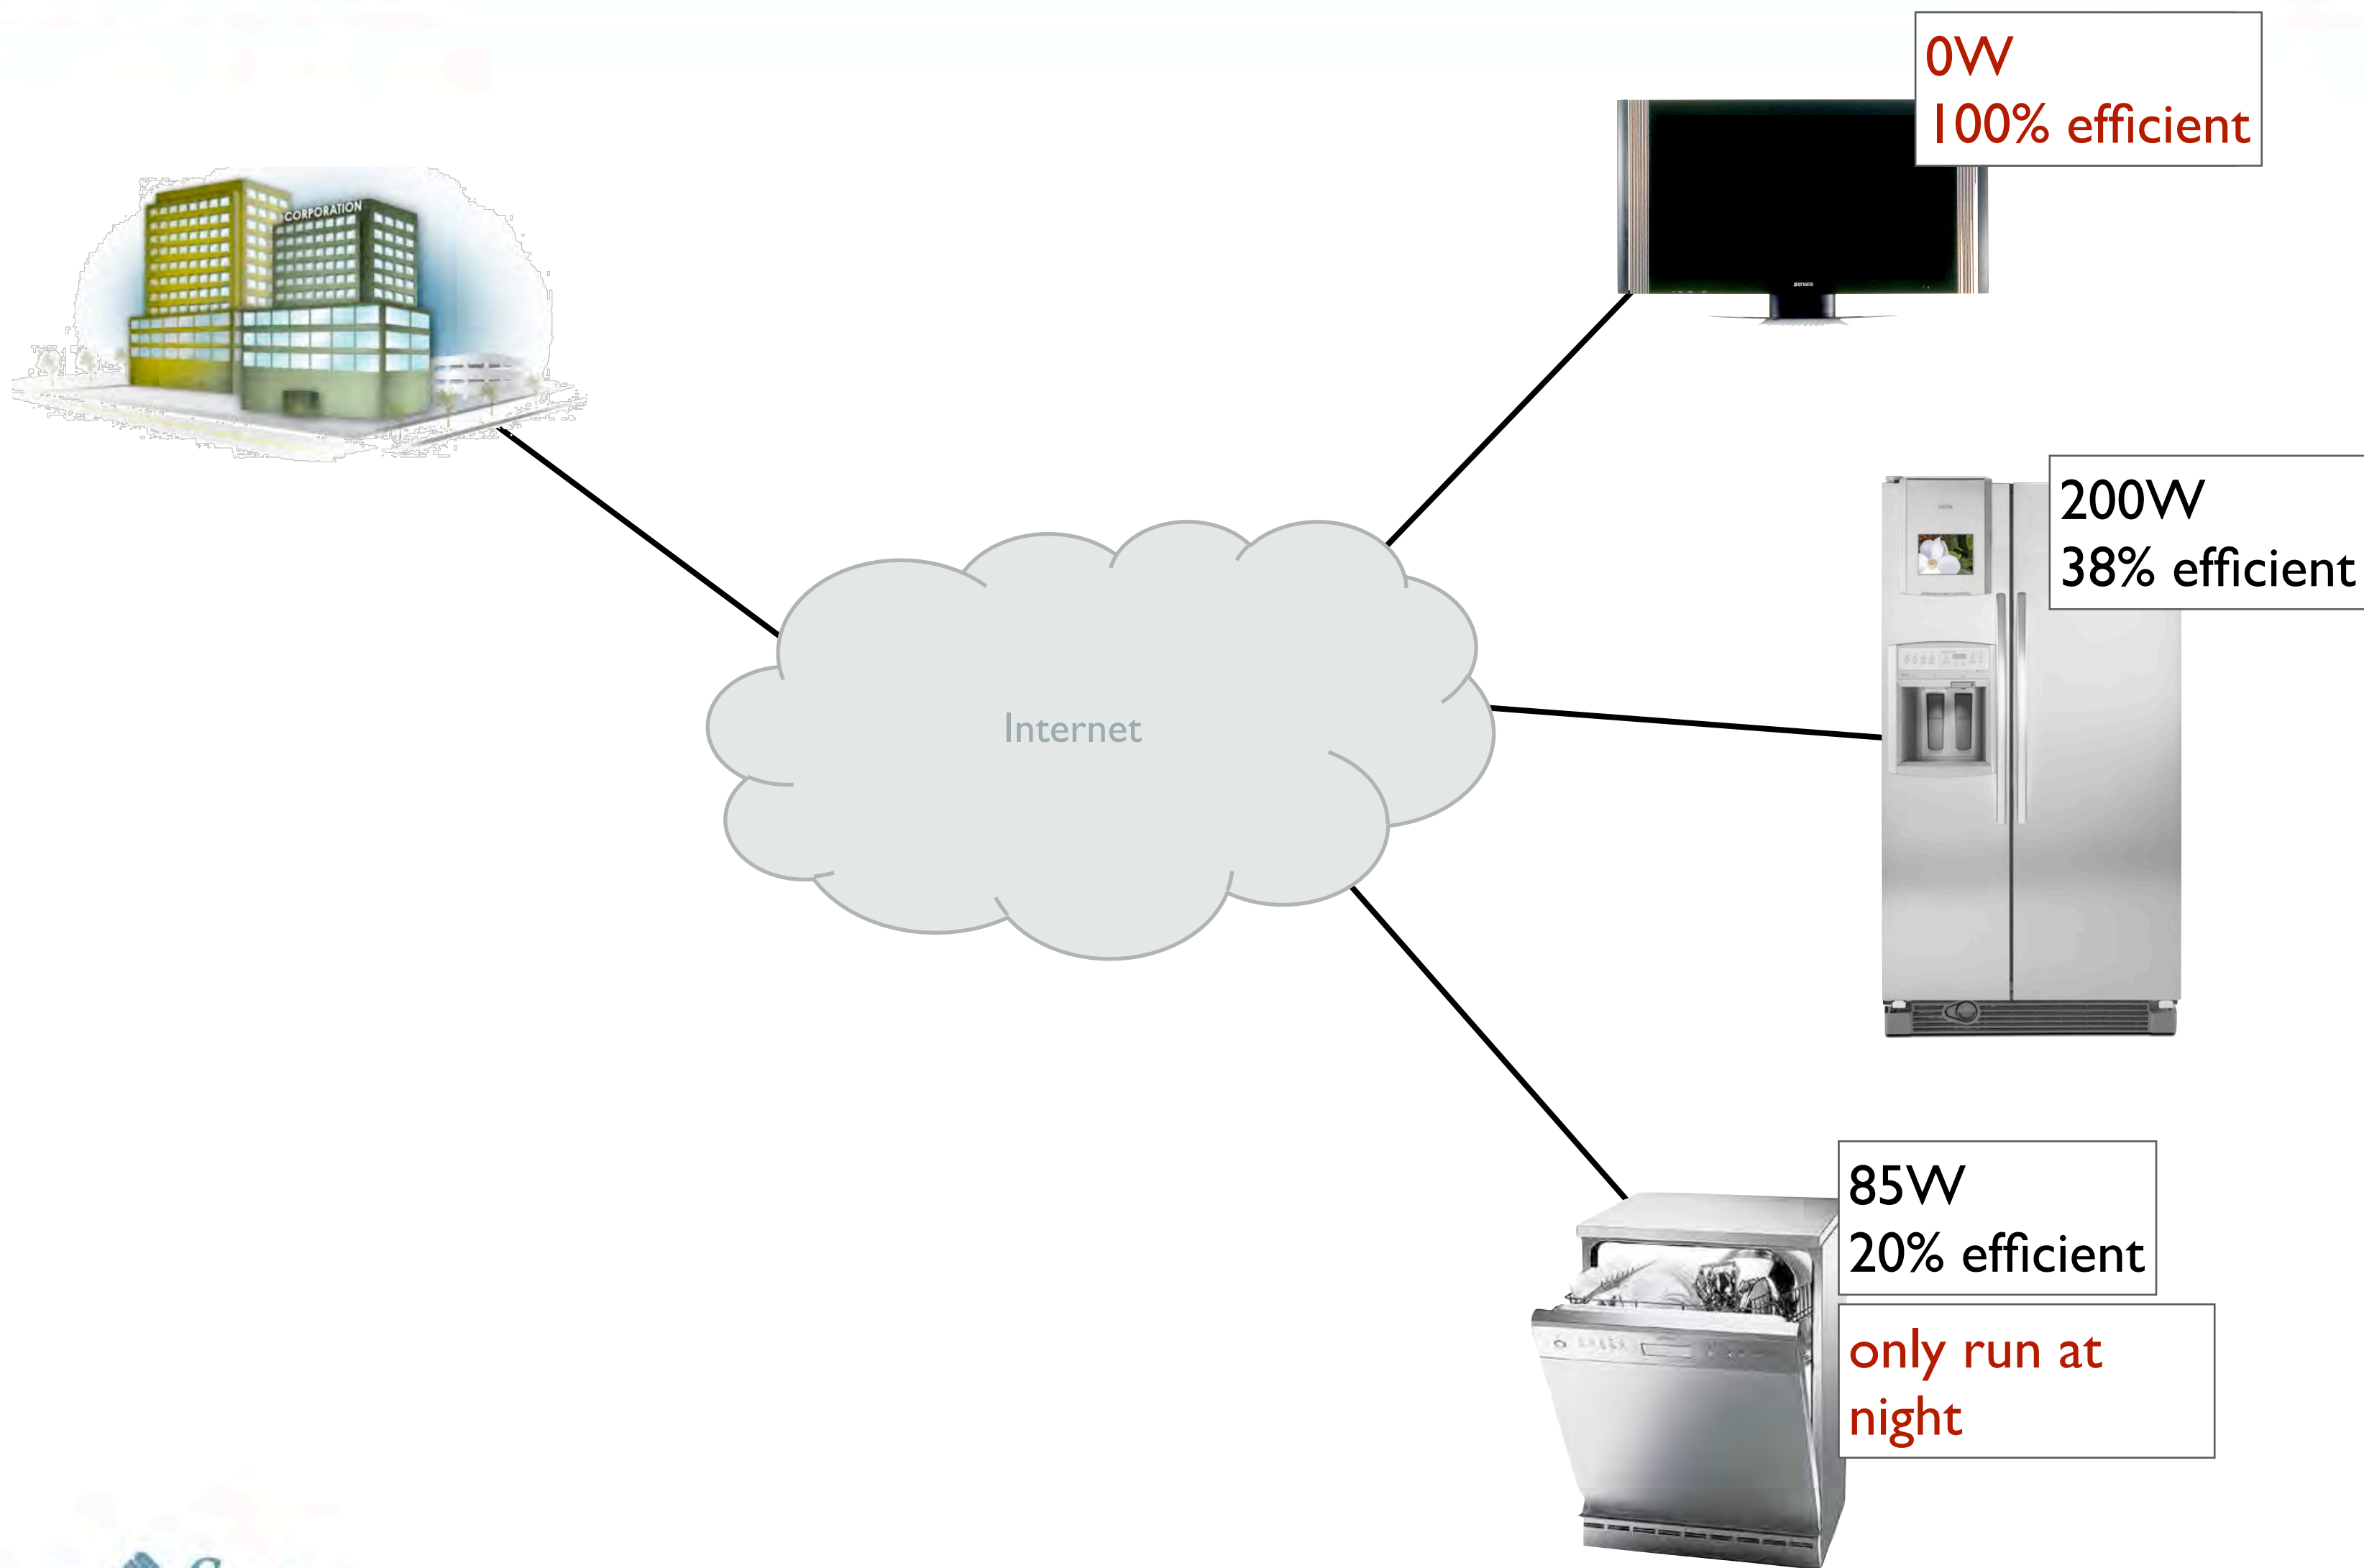 0W
100% efficient
CORPORATION
200W
38% efficient
Internet
85W
20% efficient
only run at
night